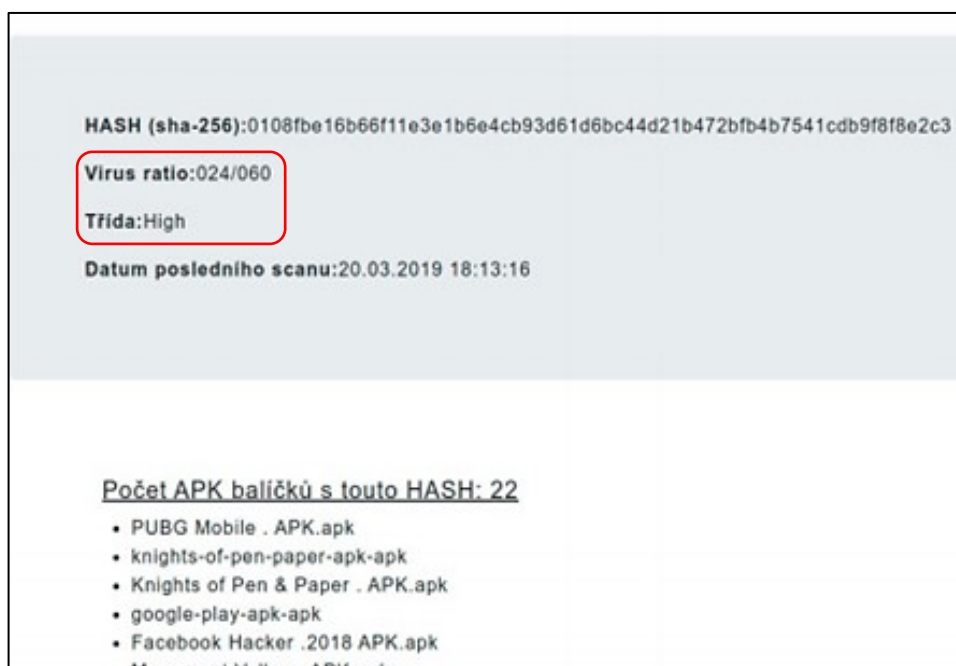 HASH (sha-256):0108fbe16b66f11e3e1b6e4cb93d61d6bc44d21b472bfb4b7541cdb9f8f8e2c3
Virus ratio:024/060
Třída:High
Datum posledního scanu:20.03.2019 18:13:16
Počet APK balíčků s touto HASH: 22
• PUBG Mobile . APK.apk
• knights-of-pen-paper-apk-apk
• Knights of Pen & Paper . APK.apk
• google-play-apk-apk
• Facebook Hacker .2018 APK.apk